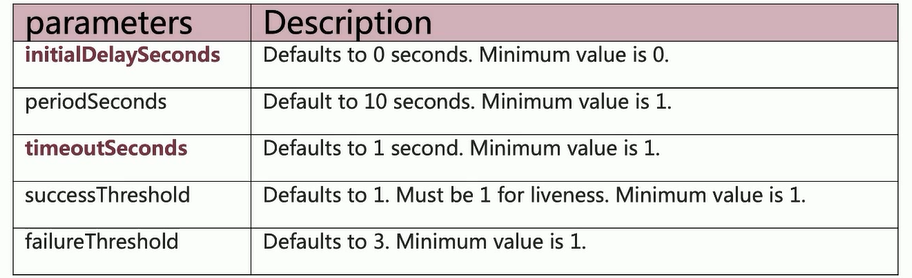 parameters Description
initialDelaySeconds Defaults to 0 seconds. Minimum value is 0.
periodSeconds Default to 10 seconds. Minimum value is 1.
timeoutSeconds Defaults to 1 second. Minimum value is 1.
successThreshold Defaults to 1. Must be 1 for liveness. Minimum value is 1.
failureThreshold Defaults to 3. Minimum value is 1.